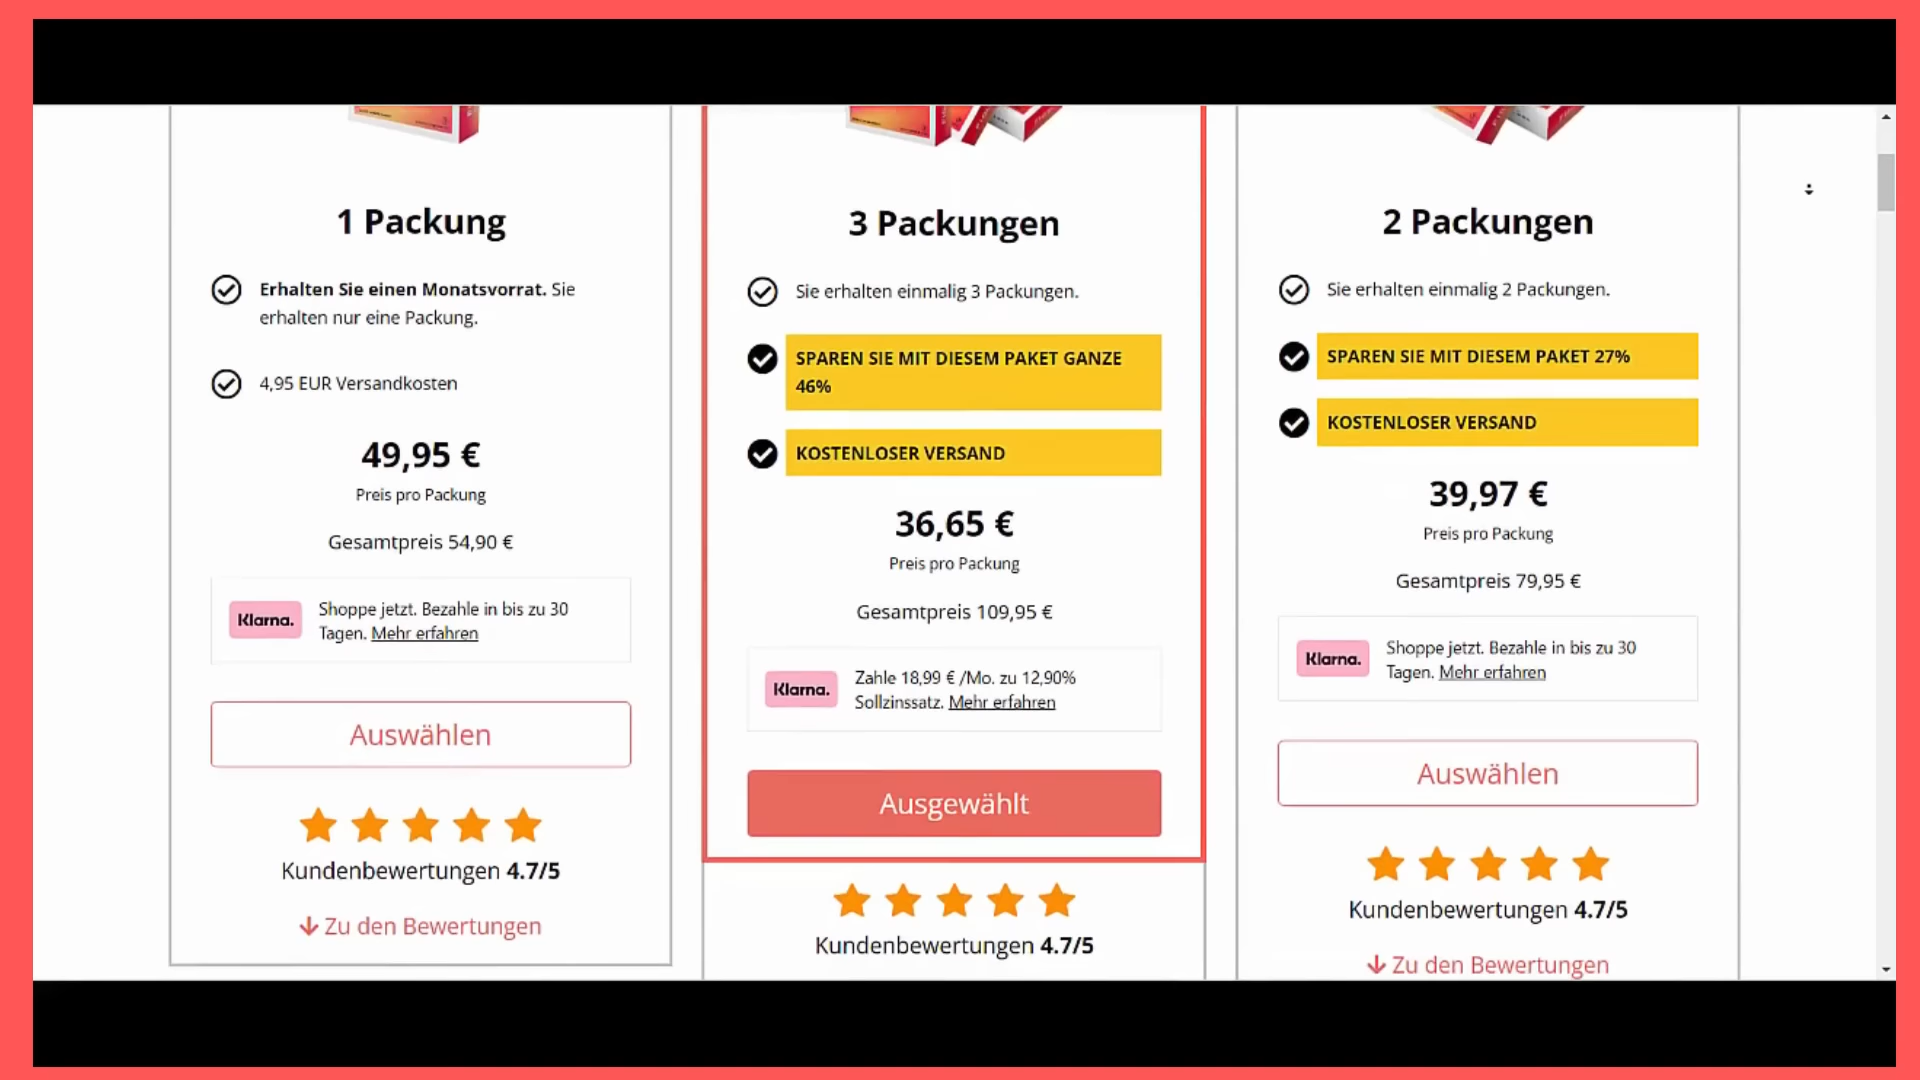 1 Packung
Erhalten Sie einen Monatsvorrat. Sie
erhalten nur eine Packung.
4,95 EUR Versandkosten
49,95 €
Preis pro Packung
Gesamtpreis 54,90 €
Klarna.
Shoppe jetzt. Bezahle in bis zu 30
Tagen. Mehr erfahren
Auswählen
Kundenbewertungen 4.7/5
Zu den Bewertungen
3 Packungen
Sie erhalten einmalig 3 Packungen.
SPAREN SIE MIT DIESEM PAKET GANZE
46%
KOSTENLOSER VERSAND
36,65 €
Preis pro Packung
Gesamtpreis 109,95 €
Klarna.
Zahle 18,99 € /Mo. zu 12,90%
Sollzinssatz. Mehr erfahren
Ausgewählt
Kundenbewertungen 4.7/5
2 Packungen
Sie erhalten einmalig 2 Packungen.
SPAREN SIE MIT DIESEM PAKET 27%
KOSTENLOSER VERSAND
39,97 €
Preis pro Packung
Gesamtpreis 79,95 €
Klarna.
Shoppe jetzt. Bezahle in bis zu 30
Tagen. Mehr erfahren
Auswählen
Kundenbewertungen 4.7/5
Zu den Bewertungen